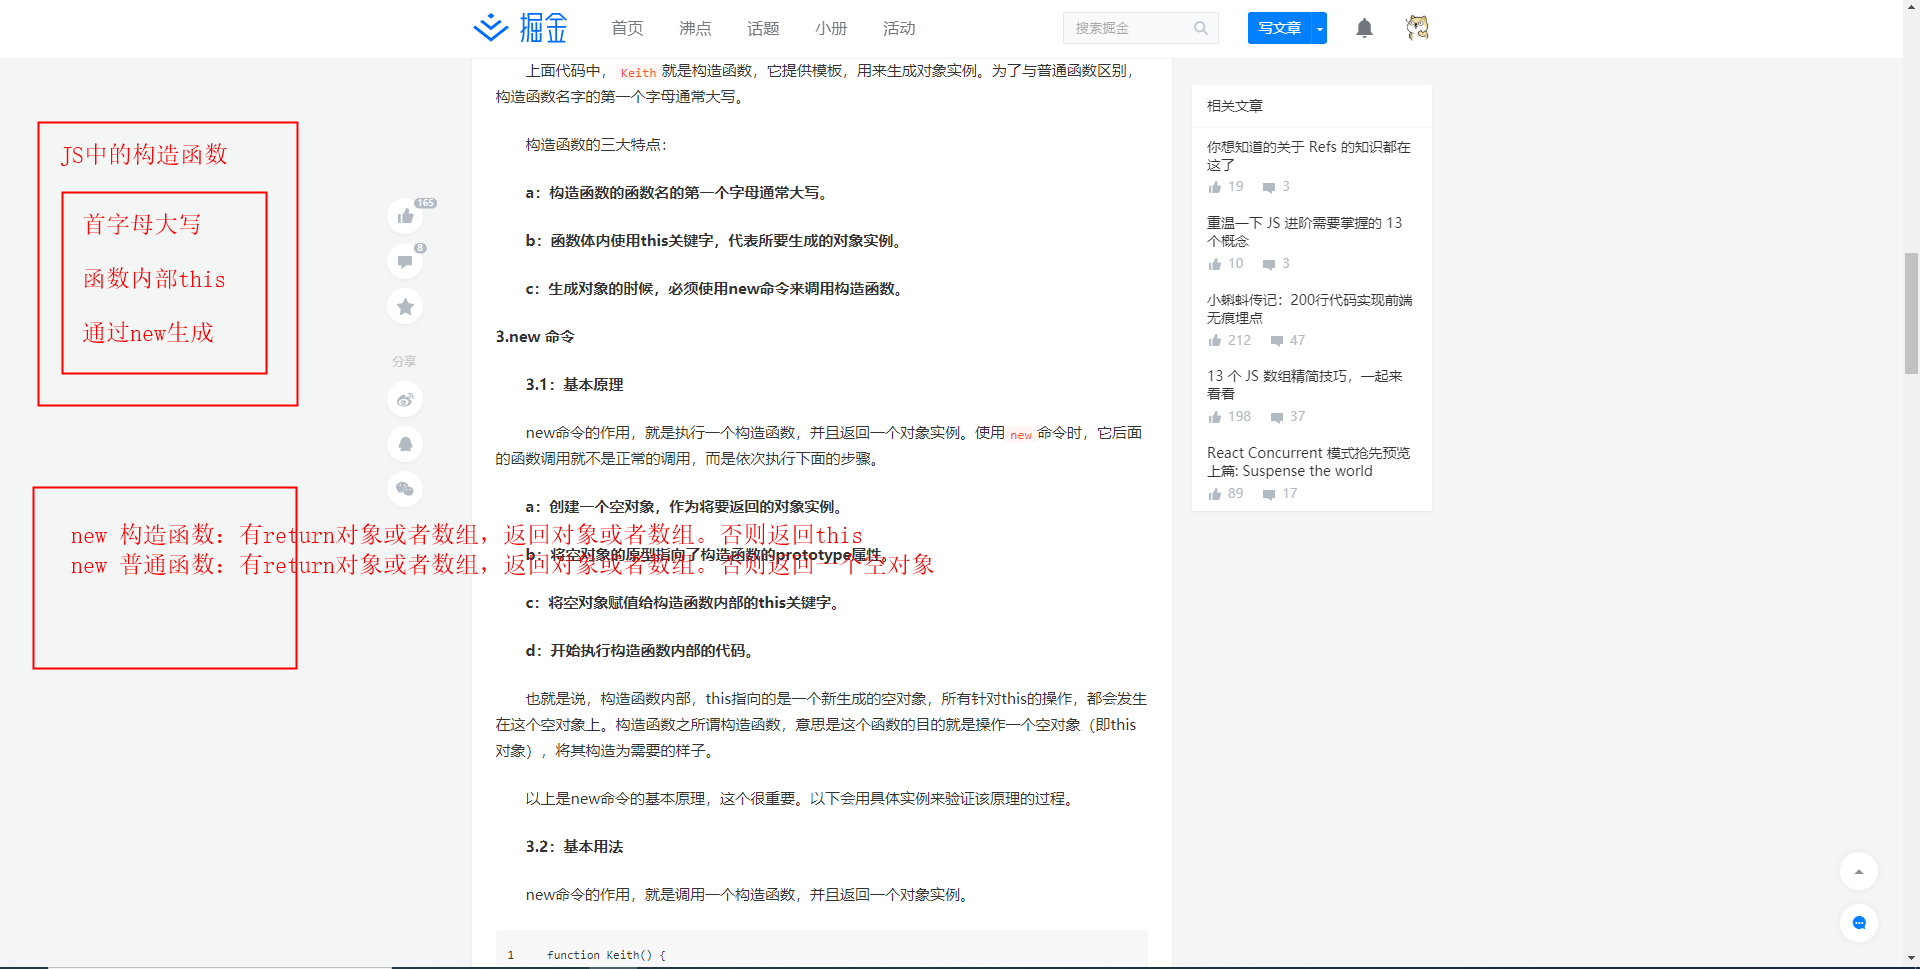 掘金
首页
沸点
话题
小册
活动
搜索掘金
写文章
上面代码中， Keith 就是构造函数，它提供模板，用来生成对象实例。为了与普通函数区别，
构造函数名字的第一个字母通常大写。
构造函数的三大特点：
a：构造函数的函数名的第一个字母通常大写。
b：函数体内使用this关键字，代表所要生成的对象实例。
c：生成对象的时候，必须使用new命令来调用构造函数。
3.new 命令
3.1：基本原理
new命令的作用，就是执行一个构造函数，并且返回一个对象实例。使用 new 命令时，它后面
的函数调用就不是正常的调用，而是依次执行下面的步骤。
a：创建一个空对象，作为将要返回的对象实例。
b：将空对象的原型指向了构造函数的prototype属性。
c：将空对象赋值给构造函数内部的this关键字。
d：开始执行构造函数内部的代码。
也就是说，构造函数内部，this指向的是一个新生成的空对象，所有针对this的操作，都会发生
在这个空对象上。构造函数之所谓构造函数，意思是这个函数的目的就是操作一个空对象（即this
对象），将其构造为需要的样子。
以上是new命令的基本原理，这个很重要。以下会用具体实例来验证该原理的过程。
3.2：基本用法
new命令的作用，就是调用一个构造函数，并且返回一个对象实例。
1 function Keith() {
JS中的构造函数
首字母大写
函数内部this
通过new生成
new 构造函数：有return对象或者数组，返回对象或者数组。否则返回this
new 普通函数：有return对象或者数组，返回对象或者数组。否则返回一个空对象
165
8
分享
相关文章
你想知道的关于 Refs 的知识都在
这了
19 3
重温一下 JS 进阶需要掌握的 13
个概念
10 3
小蝌蚪传记：200行代码实现前端
无痕埋点
212 47
13 个 JS 数组精简技巧，一起来
看看
198 37
React Concurrent 模式抢先预览
上篇: Suspense the world
89 17